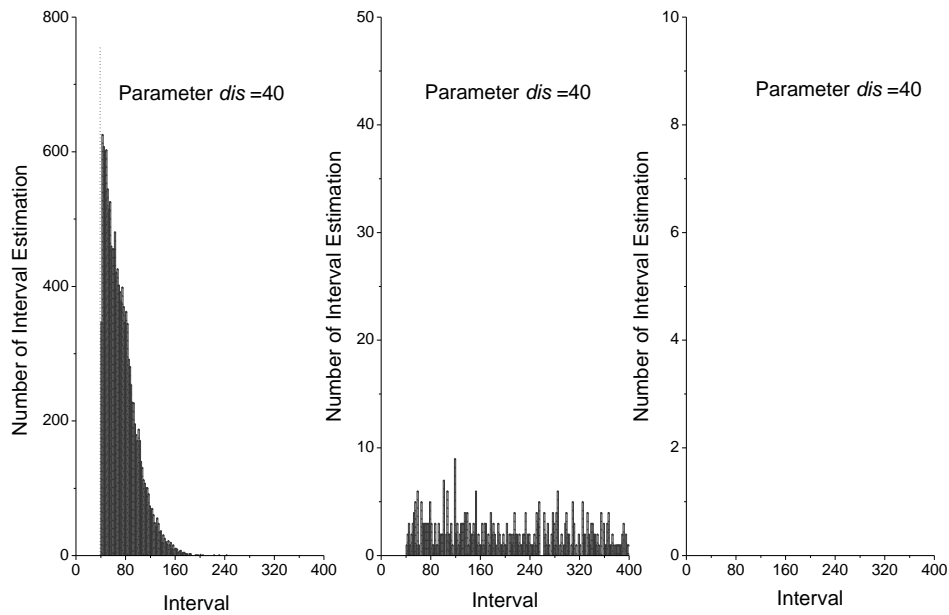 800
600
400
200
0
0 80 160 240 320 400
Number of Interval Estimation
Interval
Parameter dis =40
50
40
30
20
10
0
0 80 160 240 320 400
Number of Interval Estimation
Interval
Parameter dis =40
10
8
6
4
2
0
0 80 160 240 320 400
Number of Interval Estimation
Interval
Parameter dis =40